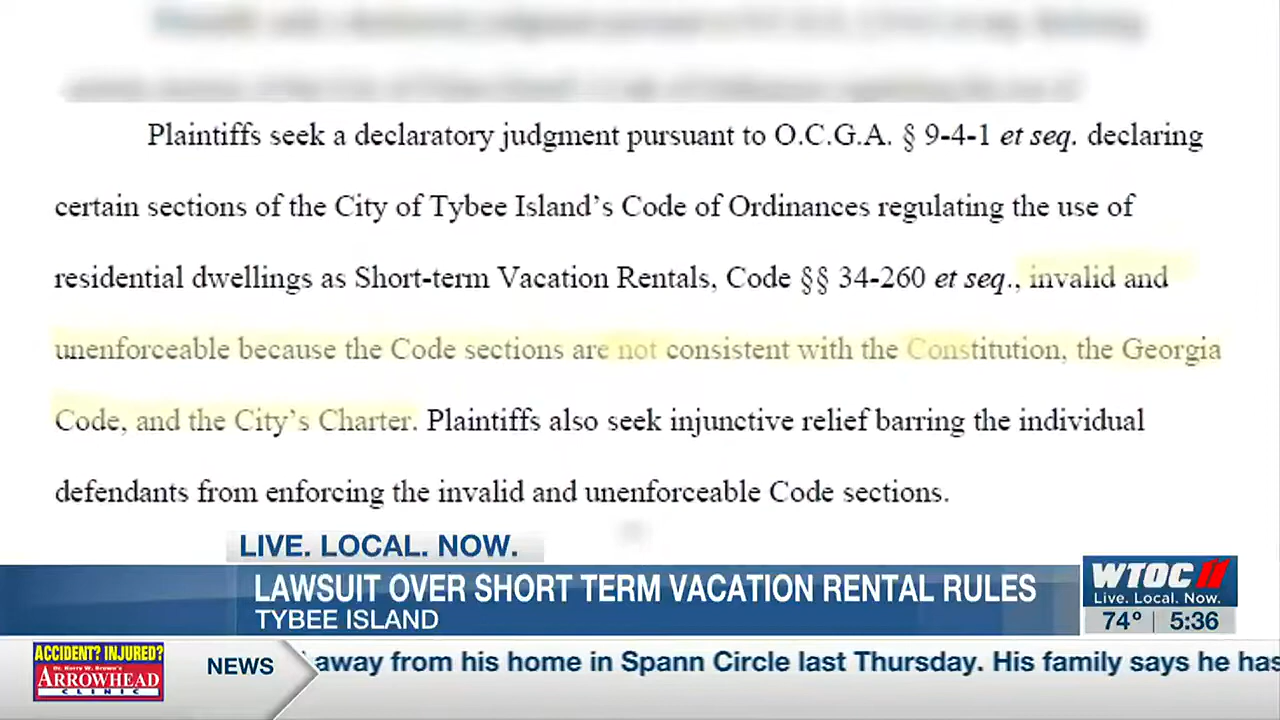 Plaintiffs seek a declaratory judgment pursuant to O.C.G.A. § 9-4-1 et seq. declaring
certain sections of the City of Tybee Island’s Code of Ordinances regulating the use of
residential dwellings as Short-term Vacation Rentals, Code §§ 34-260 et seq., invalid and
unenforceable because the Code sections are not consistent with the Constitution, the Georgia
Code, and the City’s Charter. Plaintiffs also seek injunctive relief barring the individual
defendants from enforcing the invalid and unenforceable Code sections.
LIVE. LOCAL. NOW.
LAWSUIT OVER SHORT TERM VACATION RENTAL RULES
TYBEE ISLAND
WTOC 11
Live. Local. Now.
74° 5:36
ACCIDENT? INJURED?
Dr. Harry W. Brown's
ARROWHEAD
CLINIC
NEWS
away from his home in Spann Circle last Thursday. His family says he has